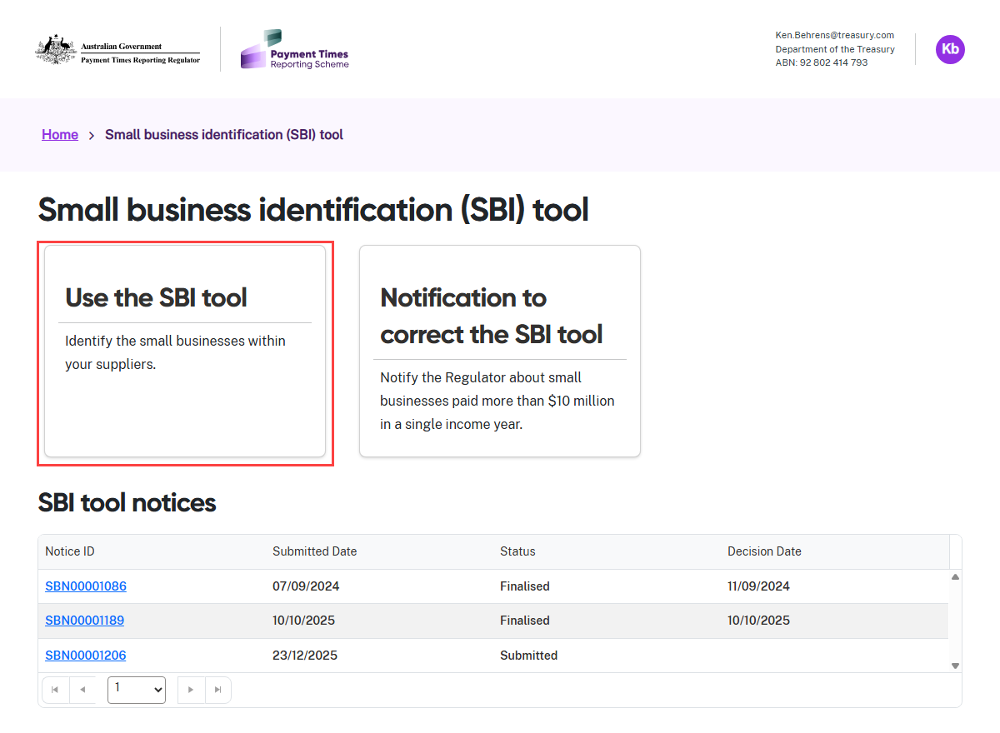 Australian Government
Payment Times Reporting Regulator
Payment Times
Reporting Scheme
Ken.Behrens@treasury.com
Department of the Treasury
ABN: 92 802 414 793
Kb
Home > Small business identification (SBI) tool
Small business identification (SBI) tool
Use the SBI tool
Identify the small businesses within
your suppliers.
Notification to
correct the SBI tool
Notify the Regulator about small
businesses paid more than $10 million
in a single income year.
SBI tool notices
Notice ID Submitted Date Status Decision Date
SBN00001086 07/09/2024 Finalised 11/09/2024
SBN00001189 10/10/2025 Finalised 10/10/2025
SBN00001206 23/12/2025 Submitted
1